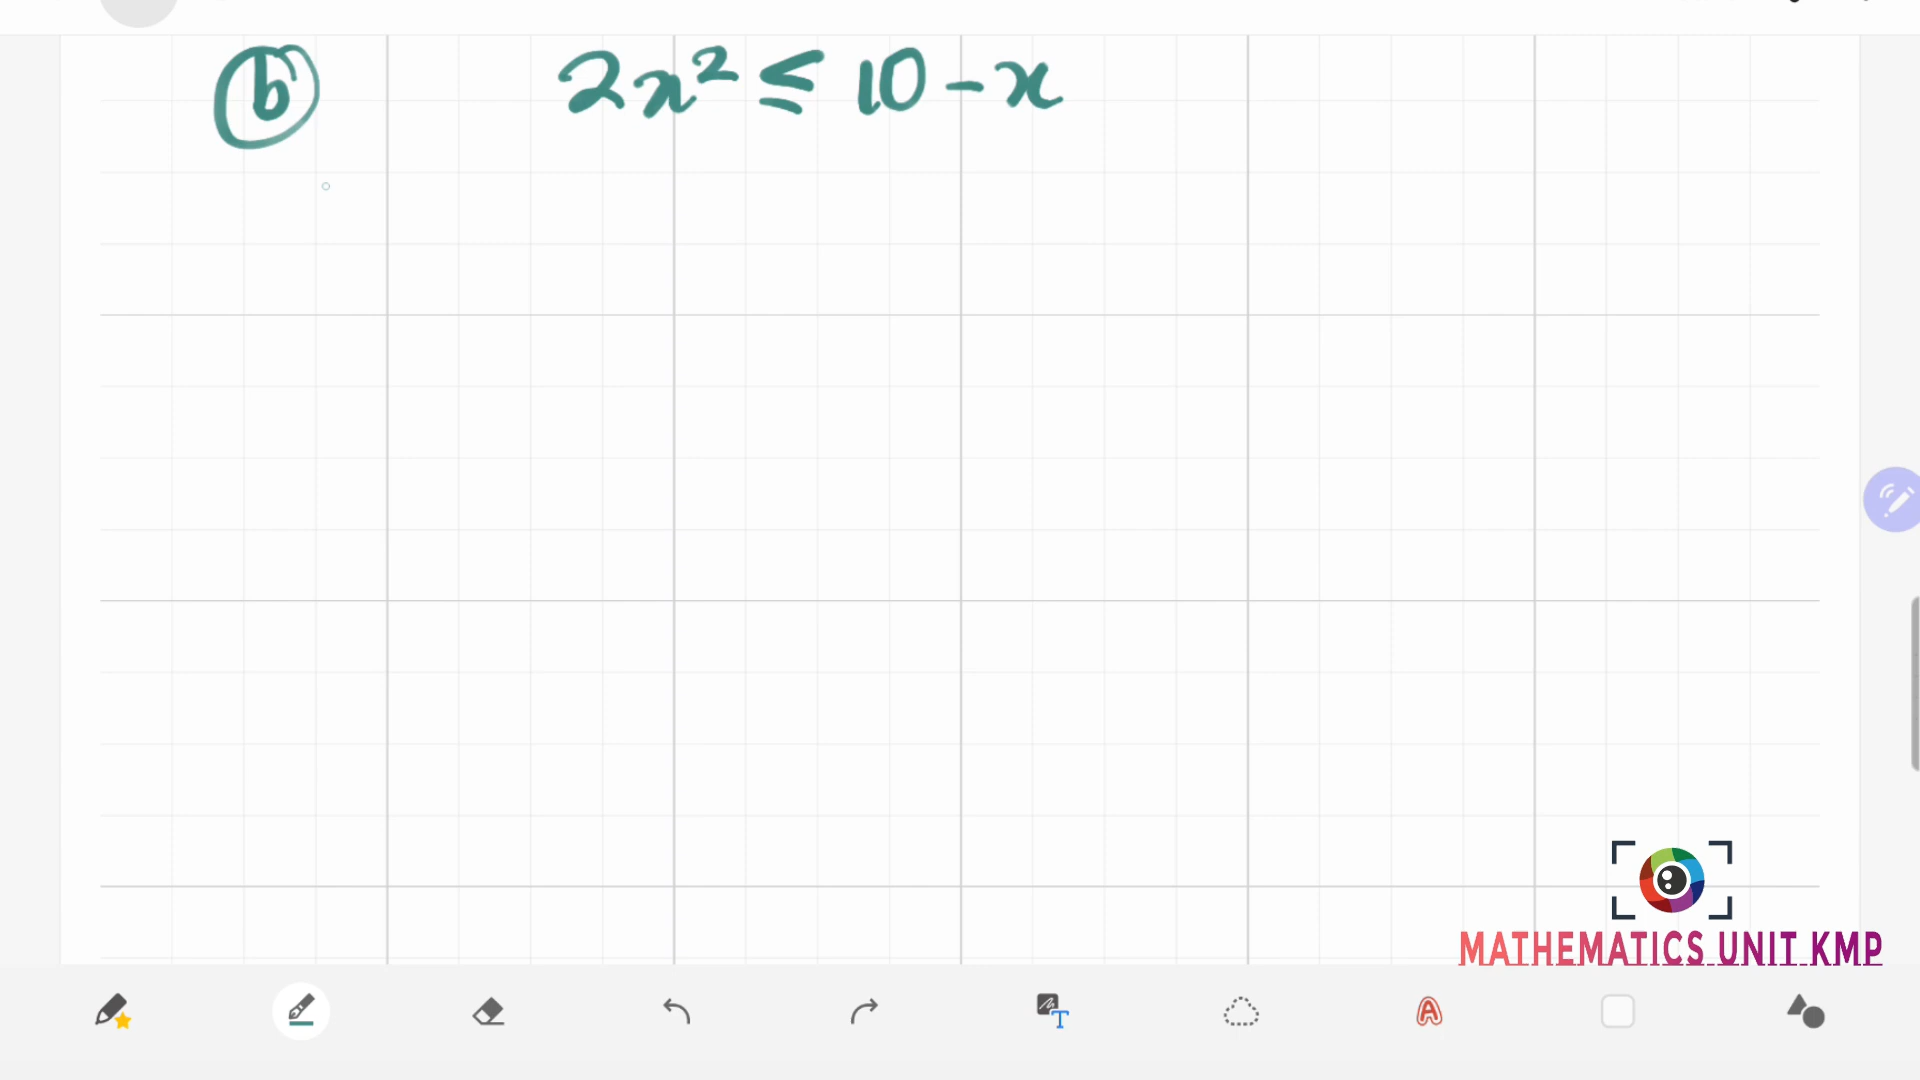 b 2x² ≤ 10 - x
MATHEMATICS UNIT KMP